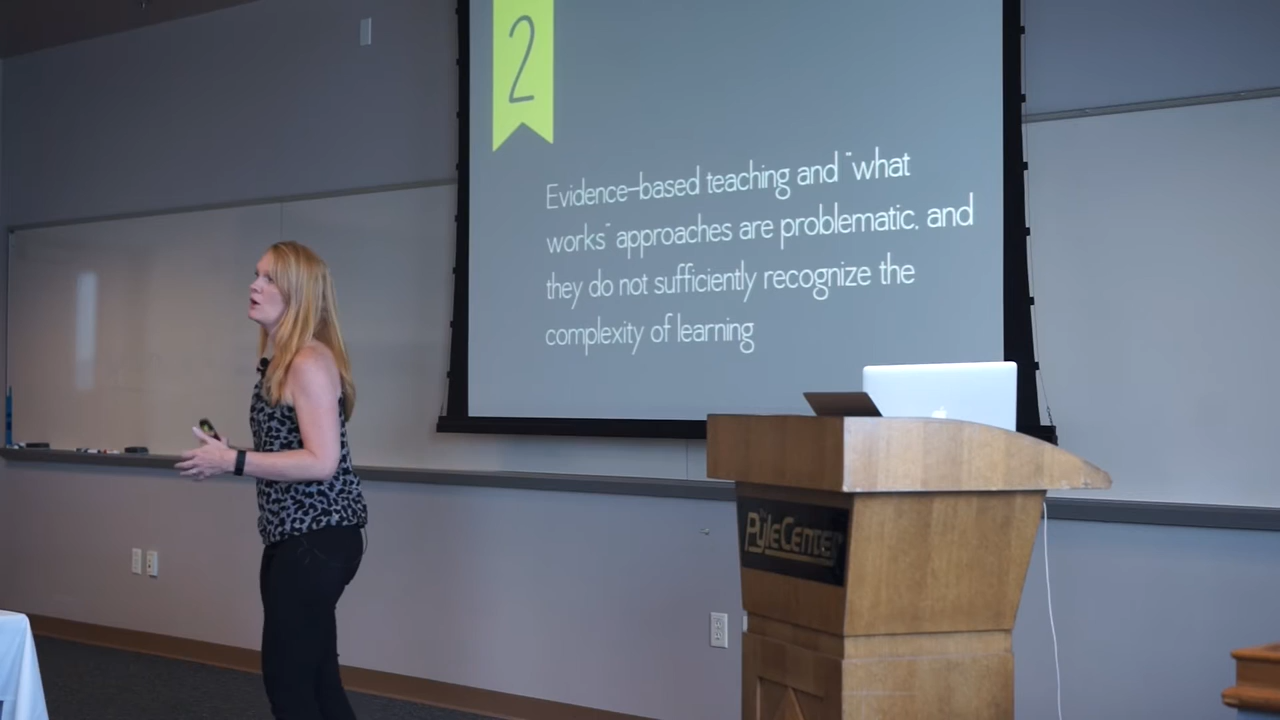 2
Evidence-based teaching and "what
works" approaches are problematic, and
they do not sufficiently recognize the
complexity of learning
The
PyleCenter